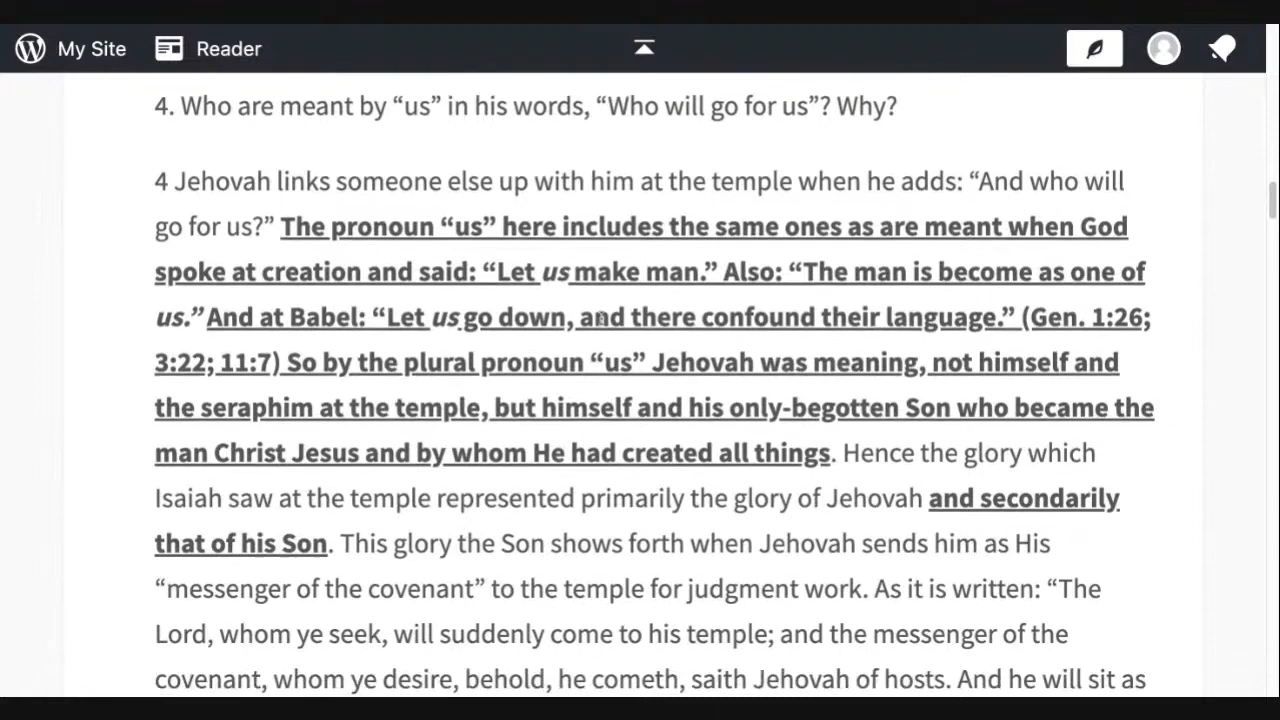 My Site Reader
4. Who are meant by “us” in his words, “Who will go for us”? Why?
4 Jehovah links someone else up with him at the temple when he adds: “And who will
go for us?” The pronoun “us” here includes the same ones as are meant when God
spoke at creation and said: “Let us make man.” Also: “The man is become as one of
us.” And at Babel: “Let us go down, and there confound their language.” (Gen. 1:26;
3:22; 11:7) So by the plural pronoun “us” Jehovah was meaning, not himself and
the seraphim at the temple, but himself and his only-begotten Son who became the
man Christ Jesus and by whom He had created all things. Hence the glory which
Isaiah saw at the temple represented primarily the glory of Jehovah and secondarily
that of his Son. This glory the Son shows forth when Jehovah sends him as His
“messenger of the covenant” to the temple for judgment work. As it is written: “The
Lord, whom ye seek, will suddenly come to his temple; and the messenger of the
covenant, whom ye desire, behold, he cometh, saith Jehovah of hosts. And he will sit as